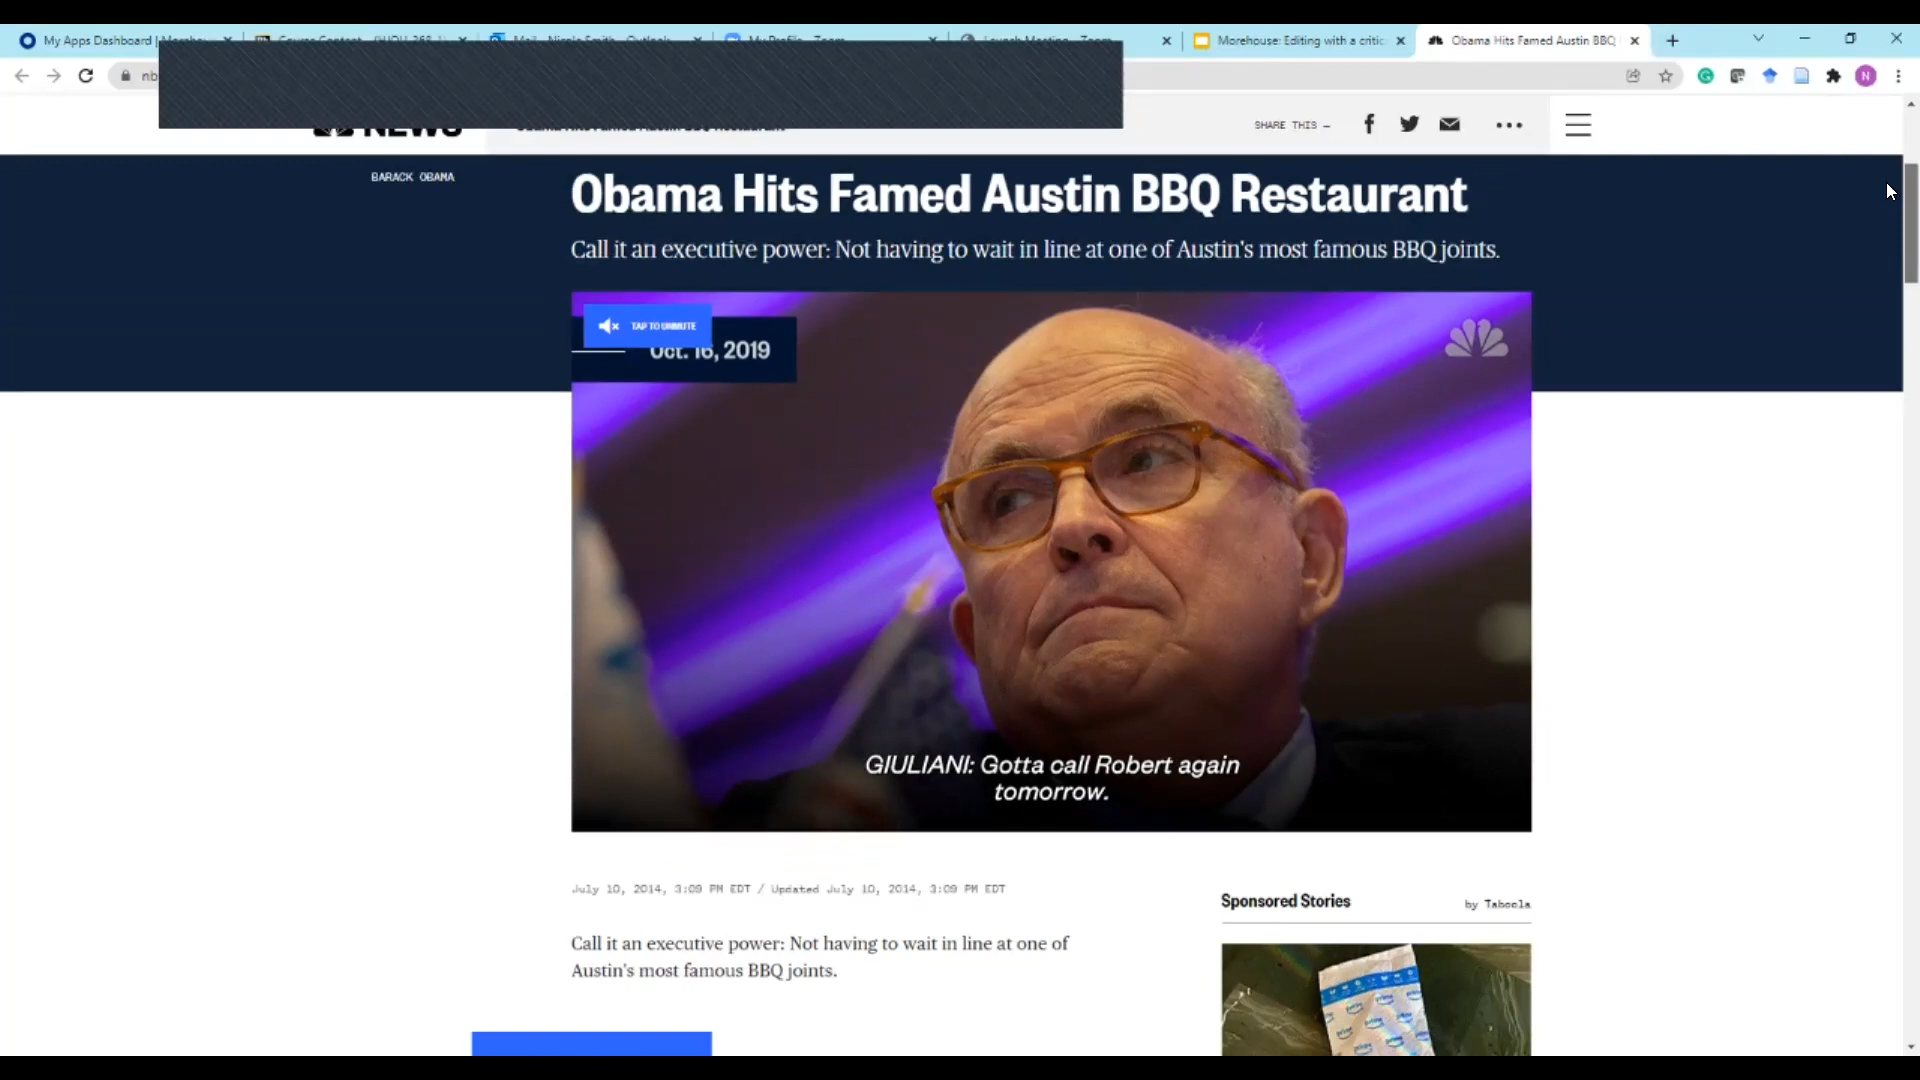 My Apps Dashboard |
Morehouse: Editing with a critic
Obama Hits Famed Austin BBQ
N
nb
NEWS
SHARE THIS —
BARACK OBAMA
Obama Hits Famed Austin BBQ Restaurant
Call it an executive power: Not having to wait in line at one of Austin's most famous BBQ joints.
TAP TO UNMUTE
Oct. 16, 2019
GIULIANI: Gotta call Robert again
tomorrow.
July 10, 2014, 3:09 PM EDT / Updated July 10, 2014, 3:09 PM EDT
Sponsored Stories
by Taboola
Call it an executive power: Not having to wait in line at one of
Austin's most famous BBQ joints.